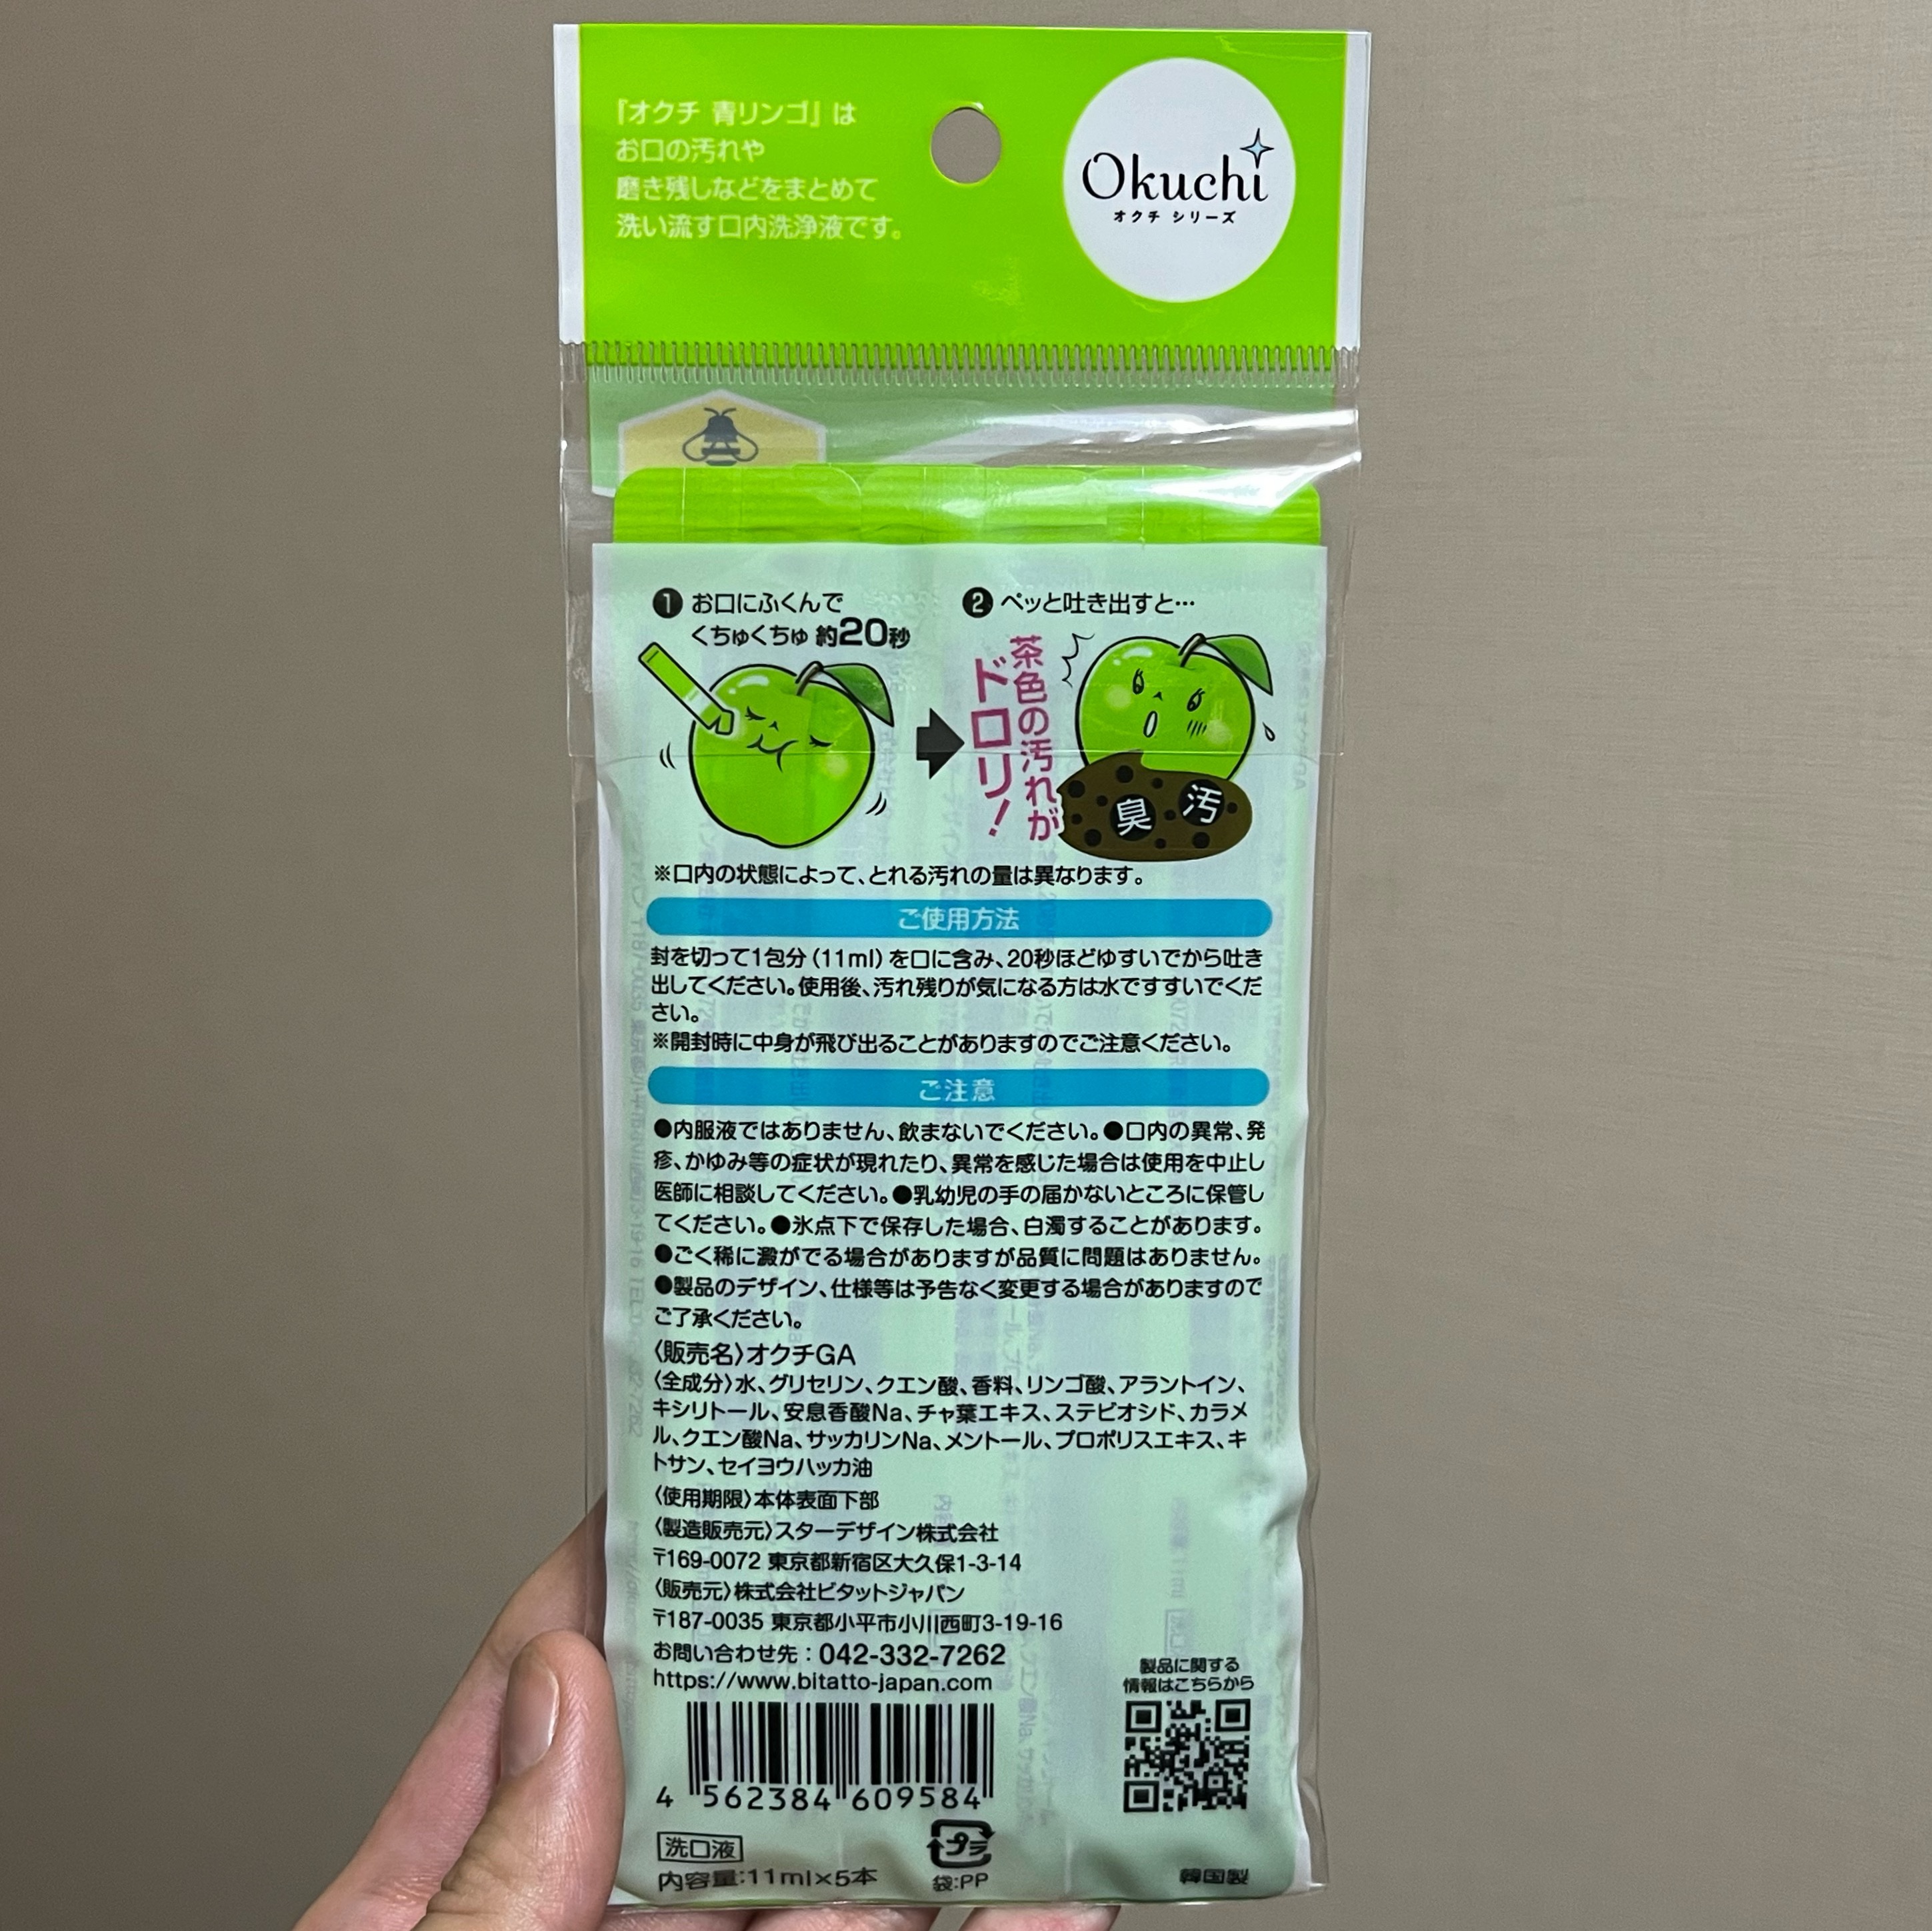 『オクチ 青リンゴ』は
お口の汚れや
磨き残しなどをまとめて
洗い流す口内洗浄液です。
Okuchi
オクチ シリーズ
❶ お口にふくんで
くちゅくちゅ 約20秒
❷ ペッと吐き出すと…
茶色の汚れが
ドロリ!
臭 汚
※口内の状態によって、とれる汚れの量は異なります。
ご使用方法
封を切って1包分(11ml)を口に含み、20秒ほどゆすいでから吐き
出してください。使用後、汚れ残りが気になる方は水ですすいでくだ
さい。
※開封時に中身が飛び出ることがありますのでご注意ください。
ご注意
●内服液ではありません、飲まないでください。●口内の異常、発
疹、かゆみ等の症状が現れたり、異常を感じた場合は使用を中止し
医師に相談してください。●乳幼児の手の届かないところに保管し
てください。●氷点下で保存した場合、白濁することがあります。
●ごく稀に澱がでる場合がありますが品質に問題はありません。
●製品のデザイン、仕様等は予告なく変更する場合がありますので
ご了承ください。
〈販売名〉オクチGA
〈全成分〉水、グリセリン、クエン酸、香料、リンゴ酸、アラントイン、
キシリトール、安息香酸Na、チャ葉エキス、ステビオシド、カラメ
ル、クエン酸Na、サッカリンNa、メントール、プロポリスエキス、キ
トサン、セイヨウハッカ油
〈使用期限〉本体表面下部
〈製造販売元〉スターデザイン株式会社
〒169-0072 東京都新宿区大久保1-3-14
〈販売元〉株式会社ビタットジャパン
〒187-0035 東京都小平市小川西町3-19-16
お問い合わせ先:042-332-7262
https://www.bitatto-japan.com
製品に関する
情報はこちらから
4 562384 609584
洗口液
内容量:11ml×5本
プラ
袋:PP
韓国製